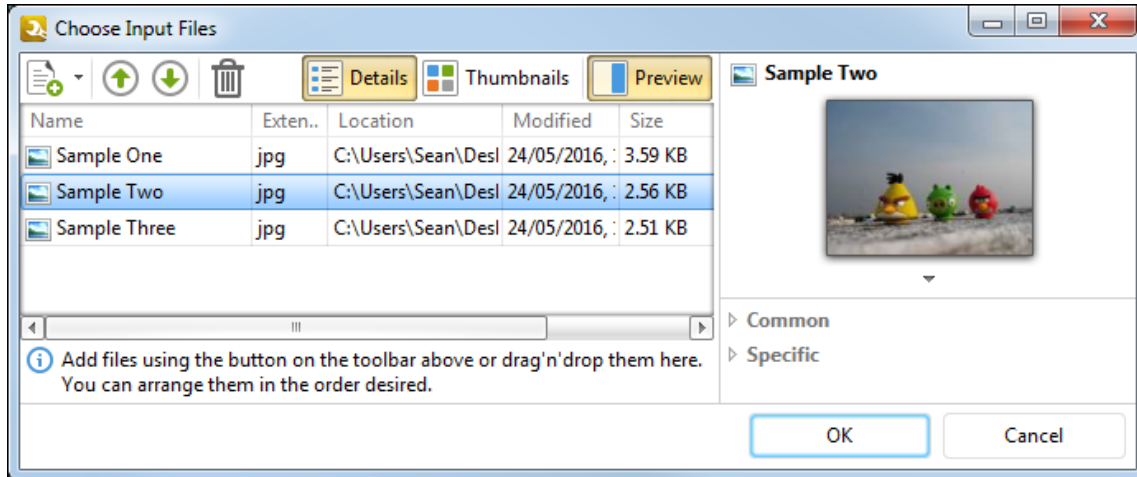 Choose Input Files
Details Thumbnails Preview
Name Exten.. Location Modified Size
Sample One jpg C:\Users\Sean\Desl 24/05/2016, : 3.59 KB
Sample Two jpg C:\Users\Sean\Desl 24/05/2016, : 2.56 KB
Sample Three jpg C:\Users\Sean\Desl 24/05/2016, : 2.51 KB
Add files using the button on the toolbar above or drag'n'drop them here.
You can arrange them in the order desired.
Sample Two
Common
Specific
OK Cancel